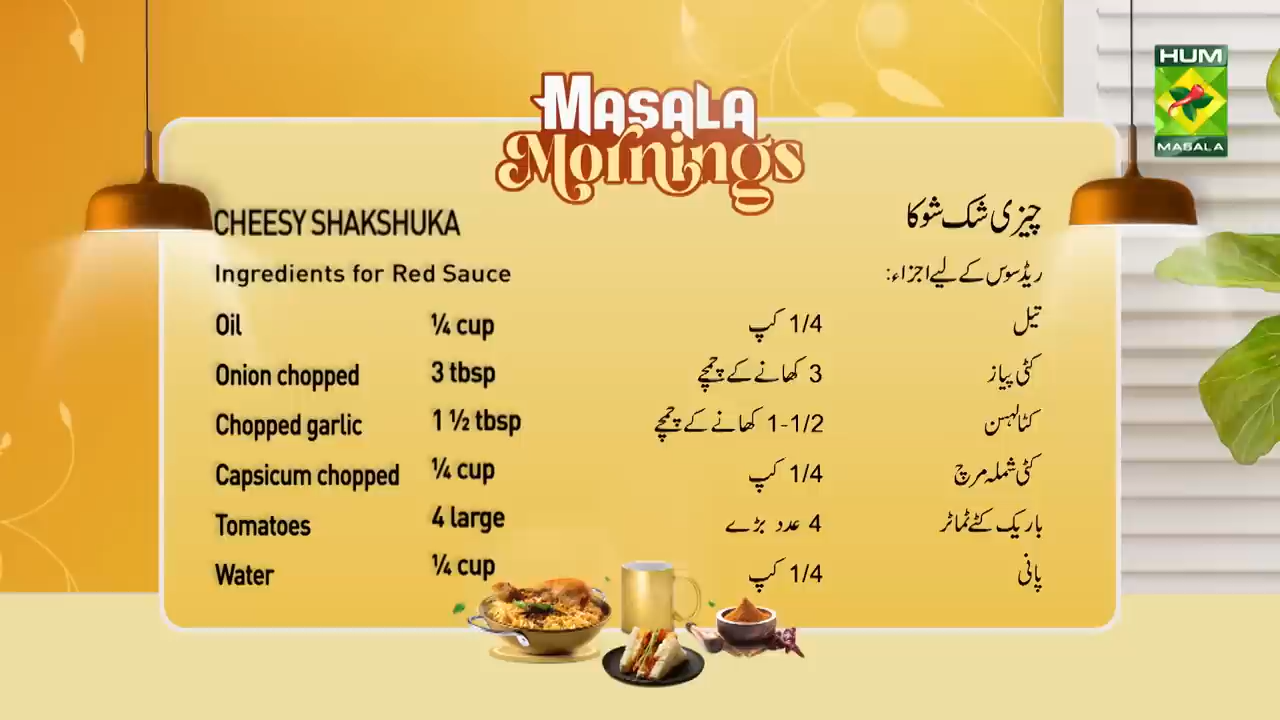 HUM
MASALA
MASALA
Mornings
CHEESY SHAKSHUKA چیزی شک شوکا
Ingredients for Red Sauce ریڈ سوس کے لیے اجزاء:
Oil ¼ cup 1/4 کپ تیل
Onion chopped 3 tbsp 3 کھانے کے چمچے کٹی پیاز
Chopped garlic 1 ½ tbsp 1-1/2 کھانے کے چمچے کٹا لہسن
Capsicum chopped ¼ cup 1/4 کپ کٹی شملہ مرچ
Tomatoes 4 large 4 عدد بڑے باریک کٹے ٹماٹر
Water ¼ cup 1/4 کپ پانی